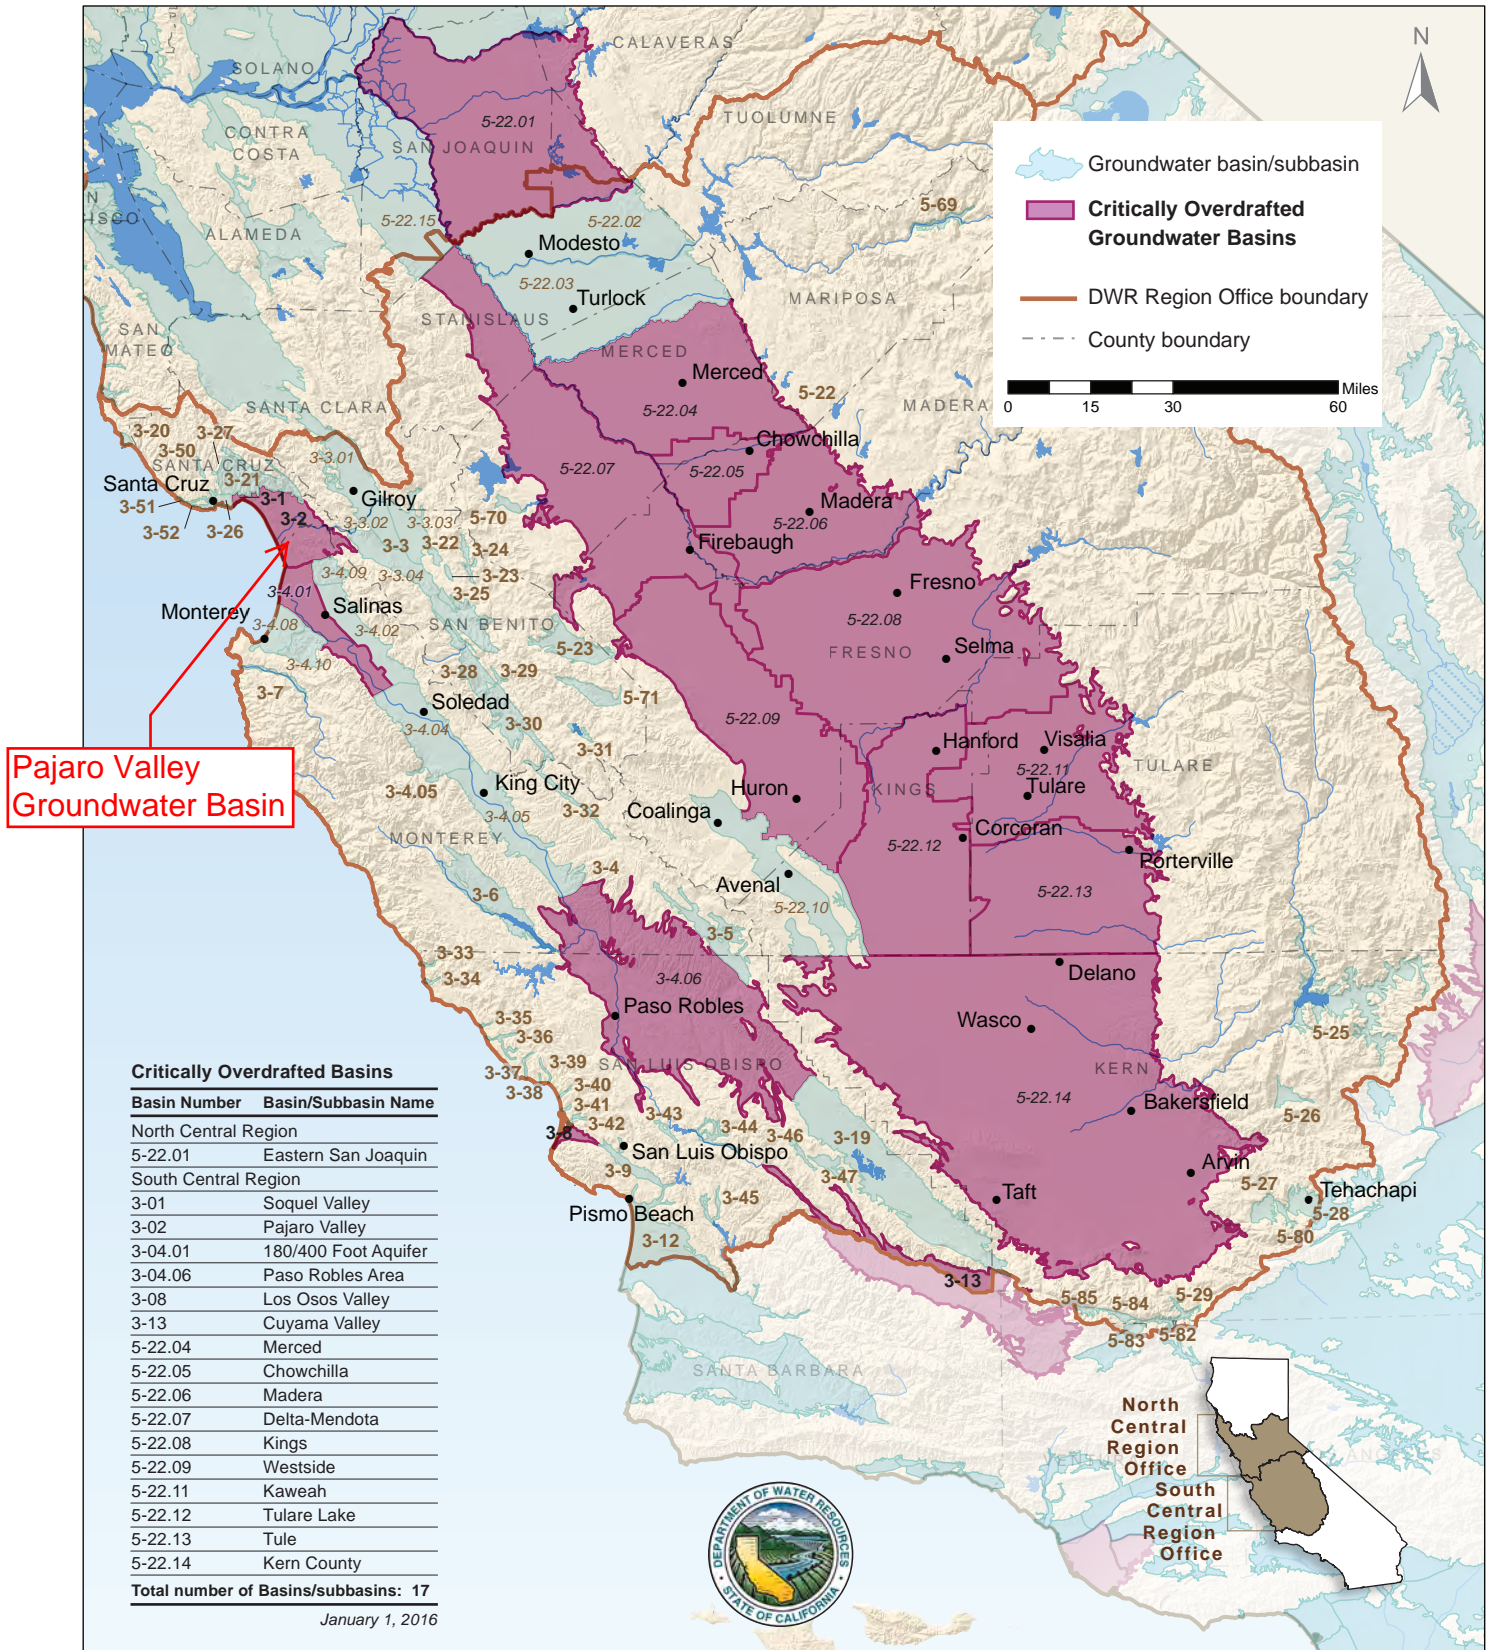 CALAVERAS
N
SOLANO
TUOLUMNE
5-22.01
CONTRA
COSTA
SAN JOAQUIN
Groundwater basin/subbasin
5-69
5-22.15
5-22.02
Critically Overdrafted
Groundwater Basins
N
ISCO
ALAMEDA
Modesto
5-22.03
Turlock
MARIPOSA
DWR Region Office boundary
STANISLAUS
County boundary
SAN
MATEO
MERCED
Merced
5-22
Miles
0 15 30 60
SANTA CLARA
5-22.04
MADERA
3-20
3-27
3-50
3-3.01
Chowchilla
SANTA CRUZ
5-22.07
5-22.05
3-21
Santa Cruz
3-1
Gilroy
Madera
3-51
3-2
3-52
3-26
3-3.02
3-3.03
5-70
5-22.06
3-3
3-22
3-24
Firebaugh
3-4.09
3-3.04
3-23
3-25
Fresno
3-4.01
Monterey
Salinas
3-4.08
3-4.02
SAN BENITO
5-22.08
5-23
FRESNO
Selma
3-4.10
3-28
3-29
3-7
5-71
Soledad
3-30
5-22.09
3-4.04
3-31
Hanford
Visalia
Pajaro Valley
Groundwater Basin
5-22.11
TULARE
King City
Huron
KINGS
Tulare
3-4.05
3-4.05
3-32
Coalinga
MONTEREY
Corcoran
5-22.12
Porterville
3-4
Avenal
5-22.13
3-6
5-22.10
3-5
3-33
3-34
3-4.06
Delano
Paso Robles
Wasco
3-35
3-36
5-25
3-39
SAN LUIS OBISPO
KERN
3-37
3-38
3-40
3-41
3-42
3-43
3-44
3-46
3-19
5-22.14
Bakersfield
5-26
3-8
San Luis Obispo
3-9
3-47
Arvin
5-27
3-45
Taft
Tehachapi
5-28
Pismo Beach
5-80
3-12
3-13
5-85
5-84
5-29
5-83
5-82
SANTA BARBARA
Critically Overdrafted Basins
Basin Number Basin/Subbasin Name
North Central Region
5-22.01 Eastern San Joaquin
South Central Region
3-01 Soquel Valley
3-02 Pajaro Valley
3-04.01 180/400 Foot Aquifer
3-04.06 Paso Robles Area
3-08 Los Osos Valley
3-13 Cuyama Valley
5-22.04 Merced
5-22.05 Chowchilla
5-22.06 Madera
5-22.07 Delta-Mendota
5-22.08 Kings
5-22.09 Westside
5-22.11 Kaweah
5-22.12 Tulare Lake
5-22.13 Tule
5-22.14 Kern County
Total number of Basins/subbasins: 17
January 1, 2016
DEPARTMENT OF WATER RESOURCES
STATE OF CALIFORNIA
North
Central
Region
Office
South
Central
Region
Office